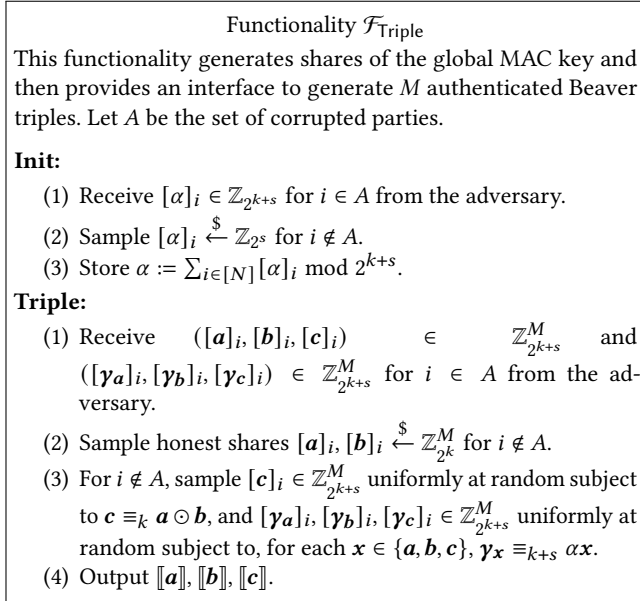 Functionality ℱ_Triple
This functionality generates shares of the global MAC key and
then provides an interface to generate M authenticated Beaver
triples. Let A be the set of corrupted parties.
Init:
(1) Receive [α]_i ∈ ℤ_{2^{k+s}} for i ∈ A from the adversary.
(2) Sample [α]_i ←$ ℤ_{2^s} for i ∉ A.
(3) Store α := ∑_{i∈[N]} [α]_i mod 2^{k+s}.
Triple:
(1) Receive ([a]_i, [b]_i, [c]_i) ∈ ℤ^M_{2^{k+s}} and
([γ_a]_i, [γ_b]_i, [γ_c]_i) ∈ ℤ^M_{2^{k+s}} for i ∈ A from the ad-
versary.
(2) Sample honest shares [a]_i, [b]_i ←$ ℤ^M_{2^k} for i ∉ A.
(3) For i ∉ A, sample [c]_i ∈ ℤ^M_{2^{k+s}} uniformly at random subject
to c ≡_k a ⊙ b, and [γ_a]_i, [γ_b]_i, [γ_c]_i ∈ ℤ^M_{2^{k+s}} uniformly at
random subject to, for each x ∈ {a, b, c}, γ_x ≡_{k+s} αx.
(4) Output ⟦a⟧, ⟦b⟧, ⟦c⟧.